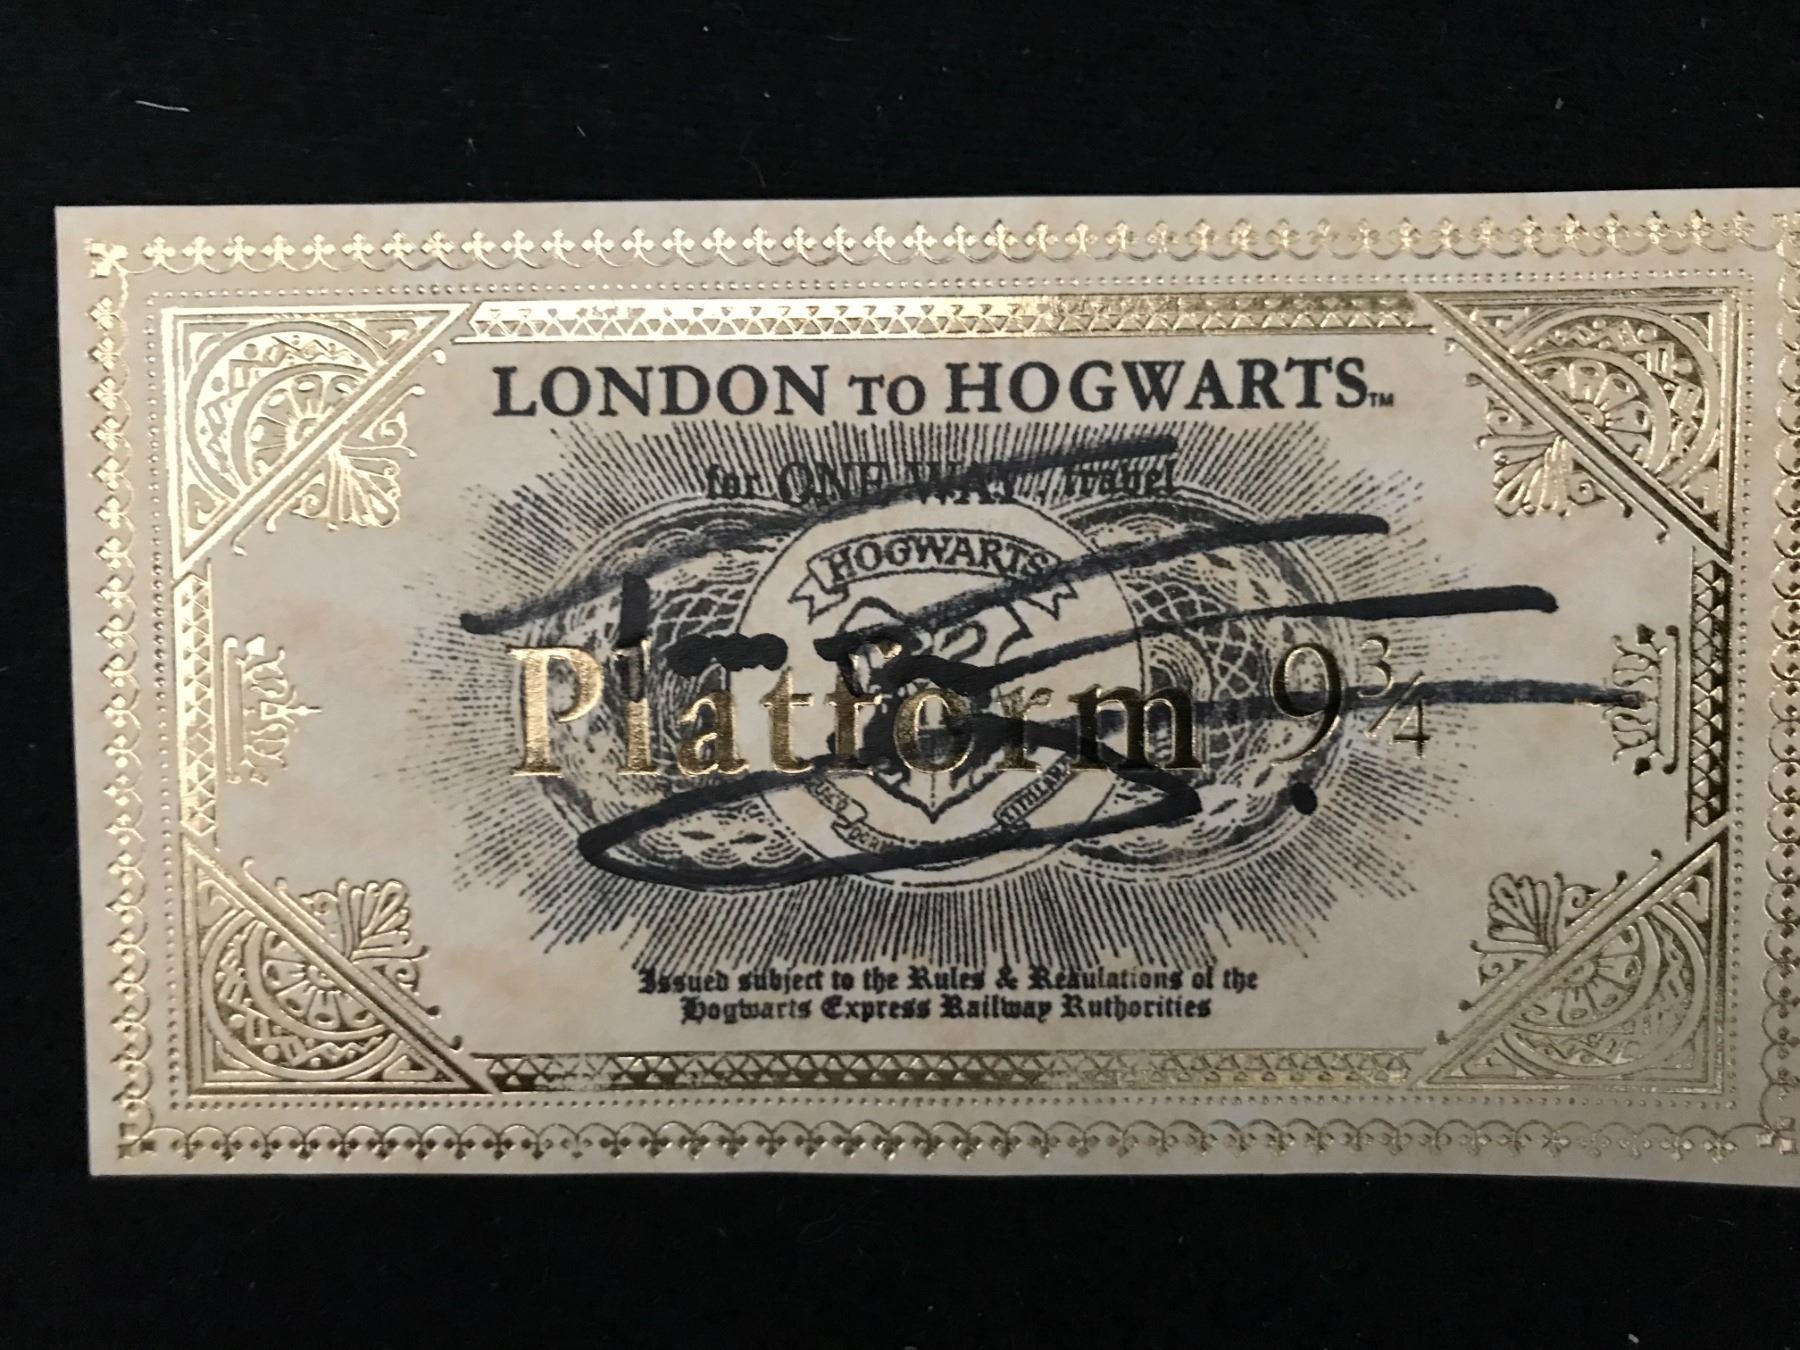 LONDON TO HOGWARTS™
for ONE WAY travel
HOGWARTS
Platform 9¾
Issued subject to the Rules & Reaulations of the
Hogwarts Express Railway Authorities